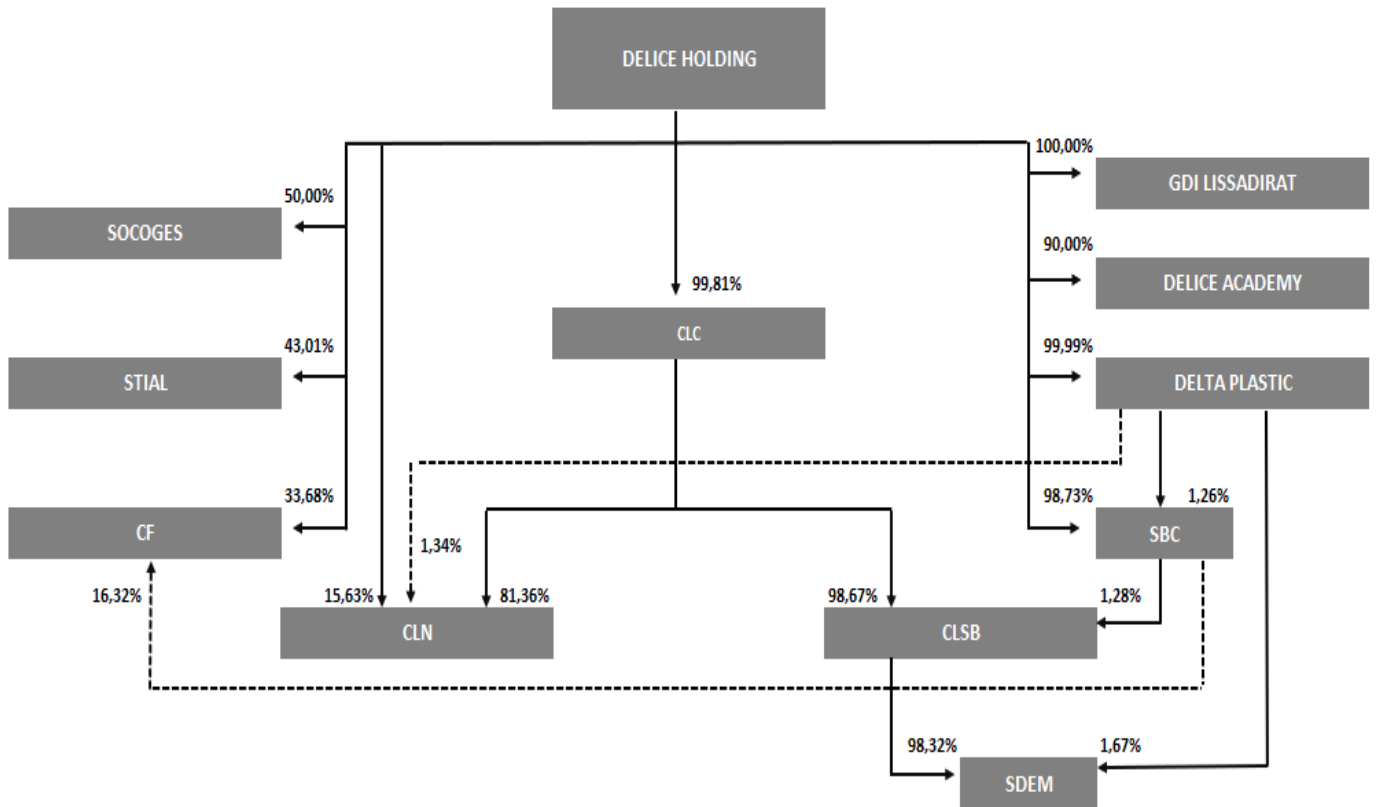 DELICE HOLDING
100,00%
GDI LISSADIRAT
50,00%
SOCOGES
90,00%
DELICE ACADEMY
99,81%
CLC
43,01%
STIAL
99,99%
DELTA PLASTIC
33,68%
CF
98,73%
1,26%
SBC
1,34%
16,32%
15,63%
81,36%
CLN
98,67%
1,28%
CLSB
98,32%
1,67%
SDEM